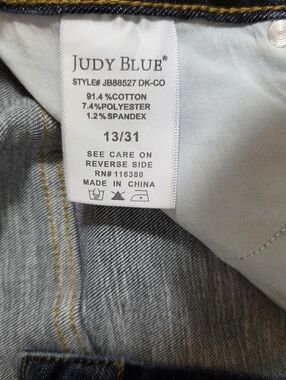 JUDY BLUE®
STYLE# JB88527 DK-CO
91.4 %COTTON
7.4%POLYESTER
1.2%SPANDEX
13/31
SEE CARE ON
REVERSE SIDE
RN# 116380
MADE IN CHINA